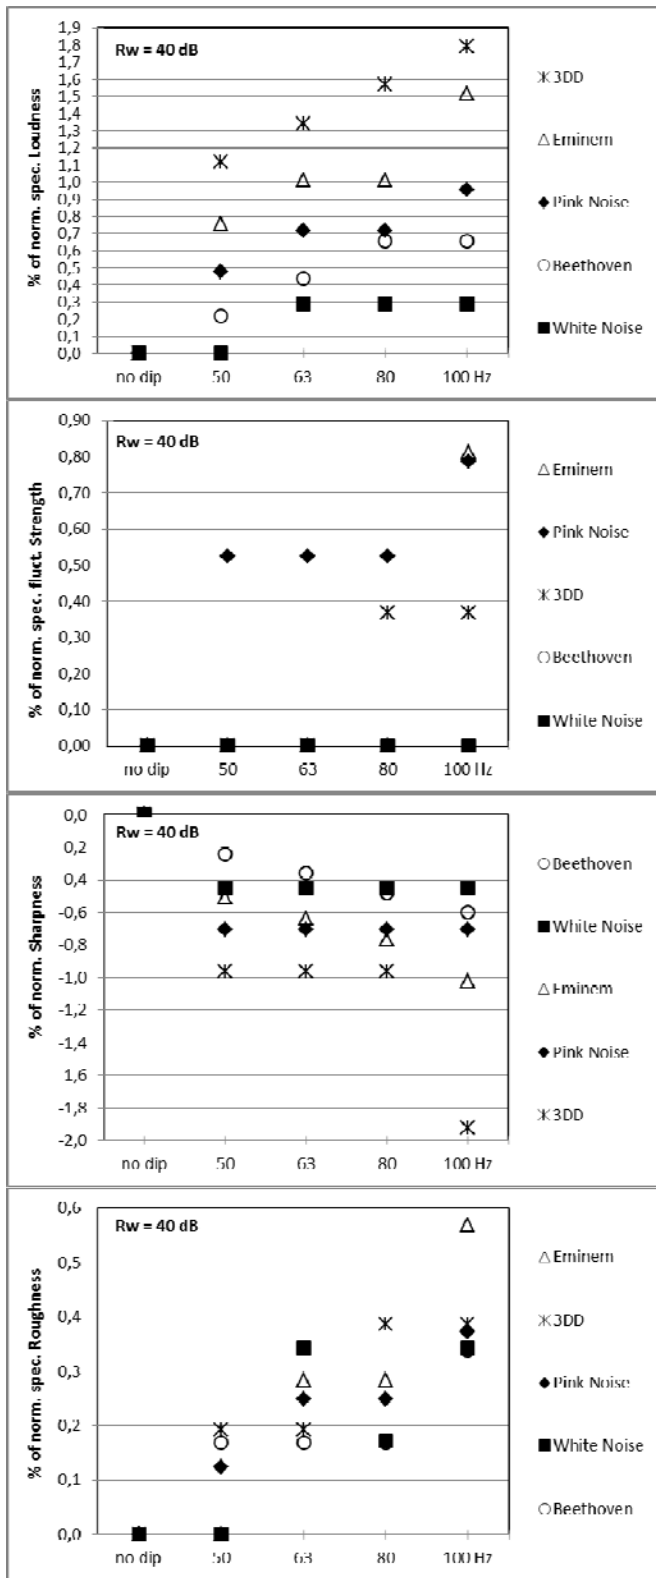 % of norm. spec. Loudness
Rw = 40 dB
1,9
1,8
1,7
1,6
1,5
1,4
1,3
1,2
1,1
1,0
0,9
0,8
0,7
0,6
0,5
0,4
0,3
0,2
0,1
0,0
no dip 50 63 80 100 Hz
3DD
Eminem
Pink Noise
Beethoven
White Noise
% of norm. spec. fluct. Strength
Rw = 40 dB
0,90
0,80
0,70
0,60
0,50
0,40
0,30
0,20
0,10
0,00
no dip 50 63 80 100 Hz
Eminem
Pink Noise
3DD
Beethoven
White Noise
% of norm. Sharpness
Rw = 40 dB
0,0
0,2
0,4
-0,6
-0,8
-1,0
-1,2
-1,4
1,6
-1,8
-2,0
no dip 50 63 80 100 Hz
Beethoven
White Noise
Eminem
Pink Noise
3DD
% of norm. spec. Roughness
Rw = 40 dB
0,6
0,5
0,4
0,3
0,2
0,1
0,0
no dip 50 63 80 100 Hz
Eminem
3DD
Pink Noise
White Noise
Beethoven